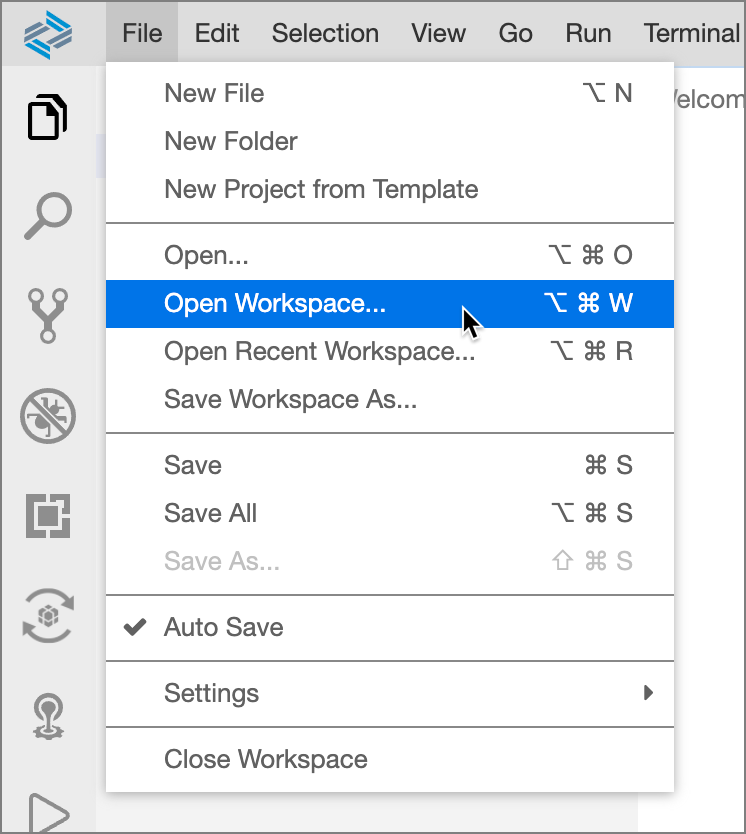 File Edit Selection View Go Run Terminal
New File ⌥ N
elcom
New Folder
New Project from Template
Open... ⌥ ⌘ O
Open Workspace... ⌥ ⌘ W
Open Recent Workspace... ⌥ ⌘ R
Save Workspace As...
Save ⌘ S
Save All ⌥ ⌘ S
Save As... ⇧ ⌘ S
Auto Save
Settings
Close Workspace